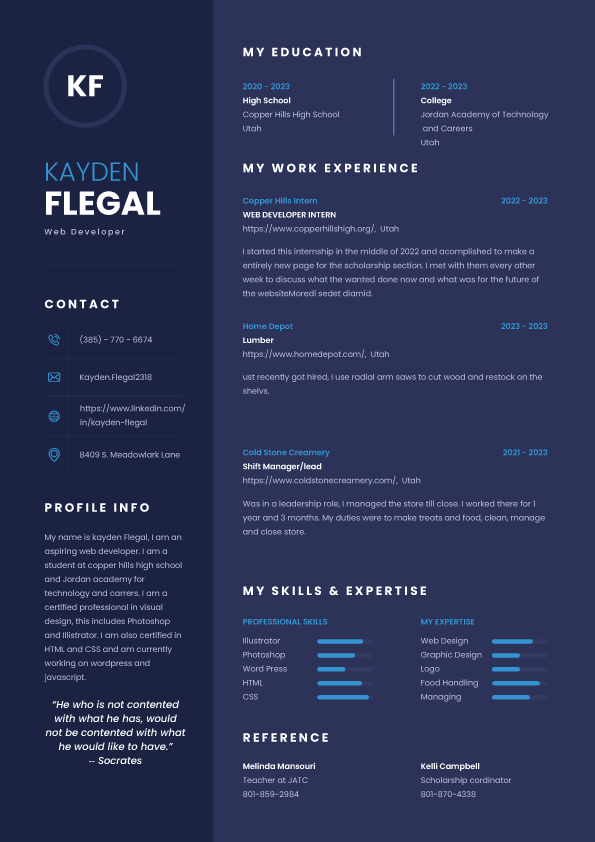 KF
KAYDEN
FLEGAL
Web Developer
CONTACT
(385) - 770 - 6674
Kayden.Flegal2318
https://www.linkedin.com/
in/kayden-flegal
8409 S. Meadowlark Lane
PROFILE INFO
My name is kayden Flegal, I am an
aspiring web developer. I am a
student at copper hills high school
and Jordan academy for
technology and carrers. I am a
certified professional in visual
design, this includes Photoshop
and Illistrator. I am also certified in
HTML and CSS and am currently
working on wordpress and
javascript.
“He who is not contented
with what he has, would
not be contented with what
he would like to have.”
-- Socrates
MY EDUCATION
2020 - 2023
High School
Copper Hills High School
Utah
2022 - 2023
College
Jordan Academy of Technology
and Careers
Utah
MY WORK EXPERIENCE
Copper Hills Intern 2022 - 2023
WEB DEVELOPER INTERN
https://www.copperhillshigh.org/, Utah
I started this internship in the middle of 2022 and acomplished to make a
entirely new page for the scholarship section. I met with them every other
week to discuss what the wanted done now and what was for the future of
the websiteMoredi sedet diamid.
Home Depot 2023 - 2023
Lumber
https://www.homedepot.com/, Utah
ust recently got hired, I use radial arm saws to cut wood and restock on the
shelvs.
Cold Stone Creamery 2021 - 2023
Shift Manager/lead
https://www.coldstonecreamery.com/, Utah
Was in a leadership role, I managed the store till close. I worked there for 1
year and 3 months. My duties were to make treats and food, clean, manage
and close store.
MY SKILLS & EXPERTISE
PROFESSIONAL SKILLS
Illustrator
Photoshop
Word Press
HTML
CSS
MY EXPERTISE
Web Design
Graphic Design
Logo
Food Handling
Managing
REFERENCE
Melinda Mansouri
Teacher at JATC
801-859-2984
Kelli Campbell
Scholarship cordinator
801-870-4338